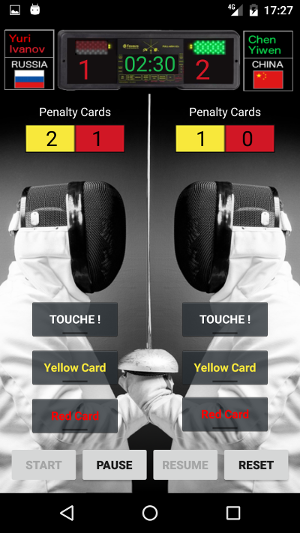 4G 17:27
Yuri
Ivanov
RUSSIA
1
02:30
2
Chen
Yiwen
CHINA
Penalty Cards Penalty Cards
2 1 1 0
TOUCHE ! TOUCHE !
Yellow Card Yellow Card
Red Card Red Card
START PAUSE RESUME RESET